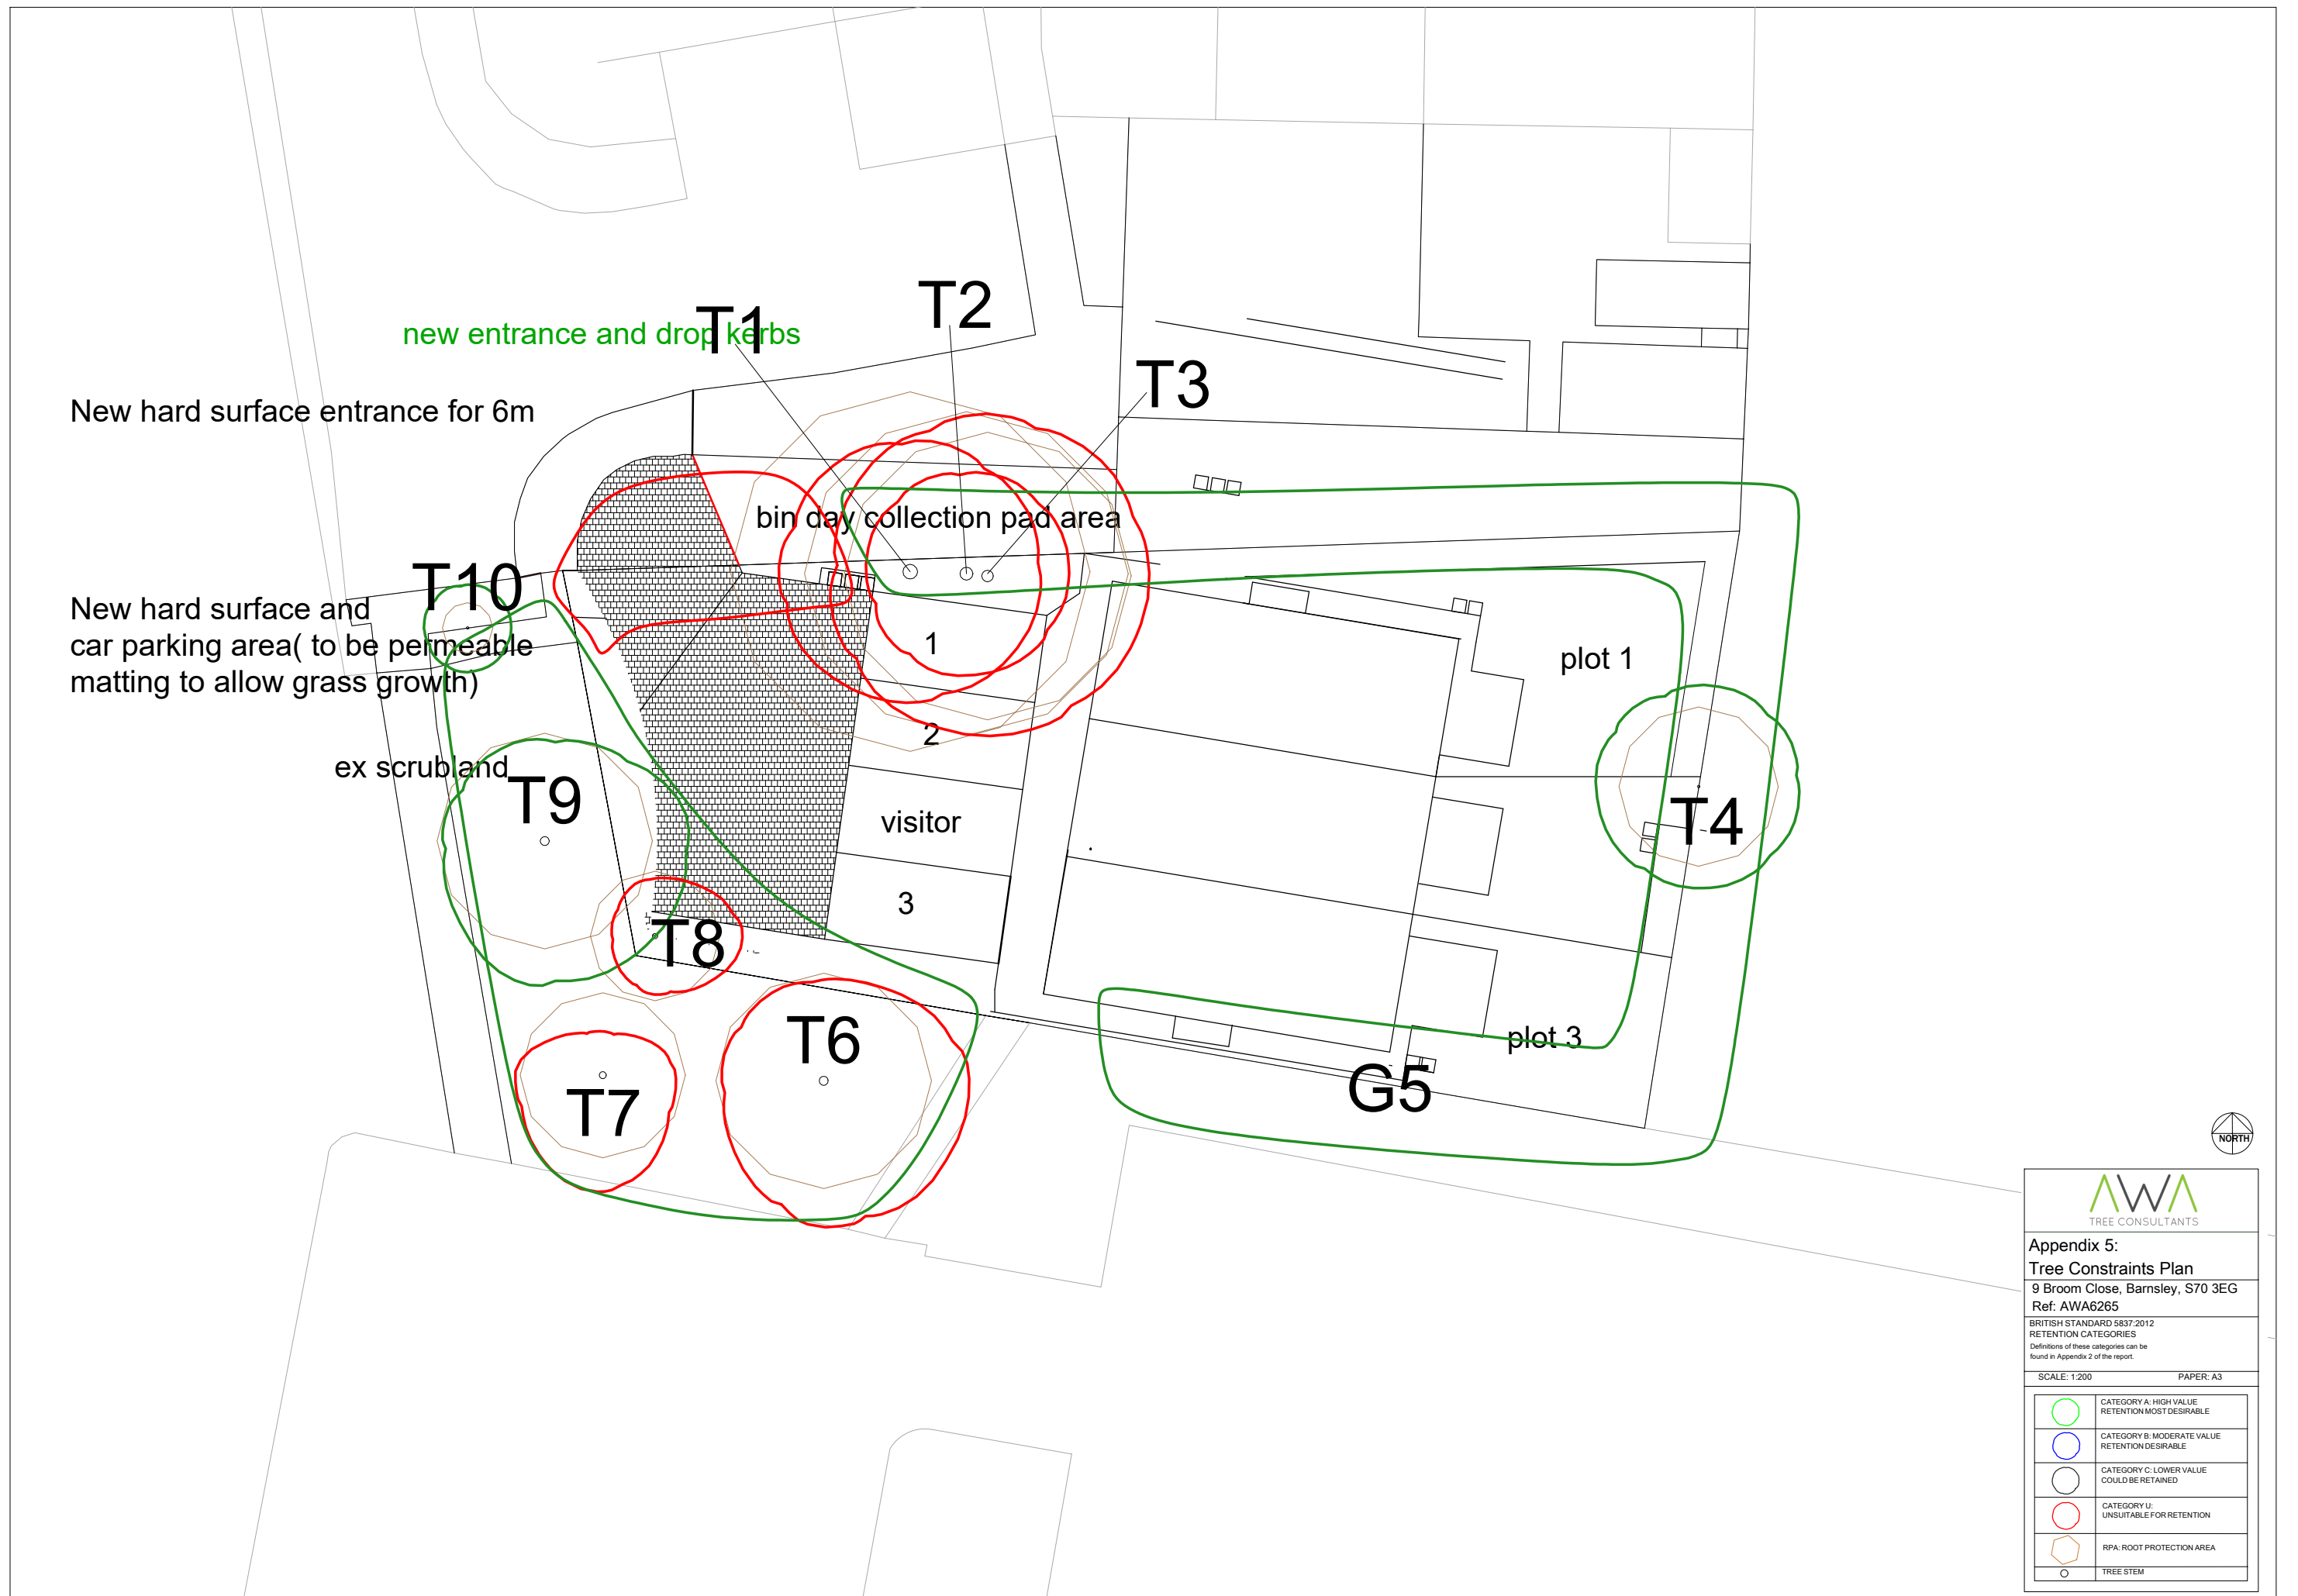 T1
T2
T3
new entrance and drop kerbs
New hard surface entrance for 6m
bin day collection pad area
T10
New hard surface and
car parking area( to be permeable
matting to allow grass growth)
1
plot 1
2
ex scrubland
T9
visitor
T4
3
T8
T6
plot 3
G5
T7
NORTH
AWA
TREE CONSULTANTS
Appendix 5:
Tree Constraints Plan
9 Broom Close, Barnsley, S70 3EG
Ref: AWA6265
BRITISH STANDARD 5837:2012
RETENTION CATEGORIES
Definitions of these categories can be
found in Appendix 2 of the report.
SCALE: 1:200 PAPER: A3
CATEGORY A: HIGH VALUE
RETENTION MOST DESIRABLE
CATEGORY B: MODERATE VALUE
RETENTION DESIRABLE
CATEGORY C: LOWER VALUE
COULD BE RETAINED
CATEGORY U:
UNSUITABLE FOR RETENTION
RPA: ROOT PROTECTION AREA
TREE STEM